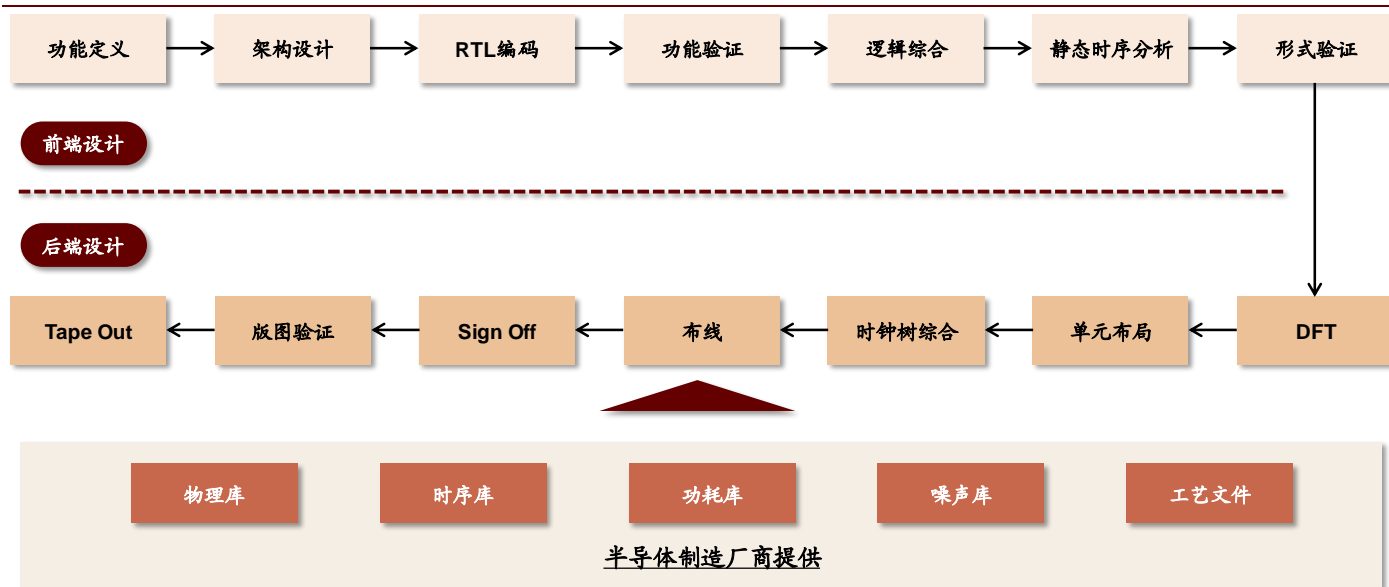 功能定义
架构设计
RTL编码
功能验证
逻辑综合
静态时序分析
形式验证
前端设计
后端设计
Tape Out
版图验证
Sign Off
布线
时钟树综合
单元布局
DFT
物理库
时序库
功耗库
噪声库
工艺文件
半导体制造厂商提供